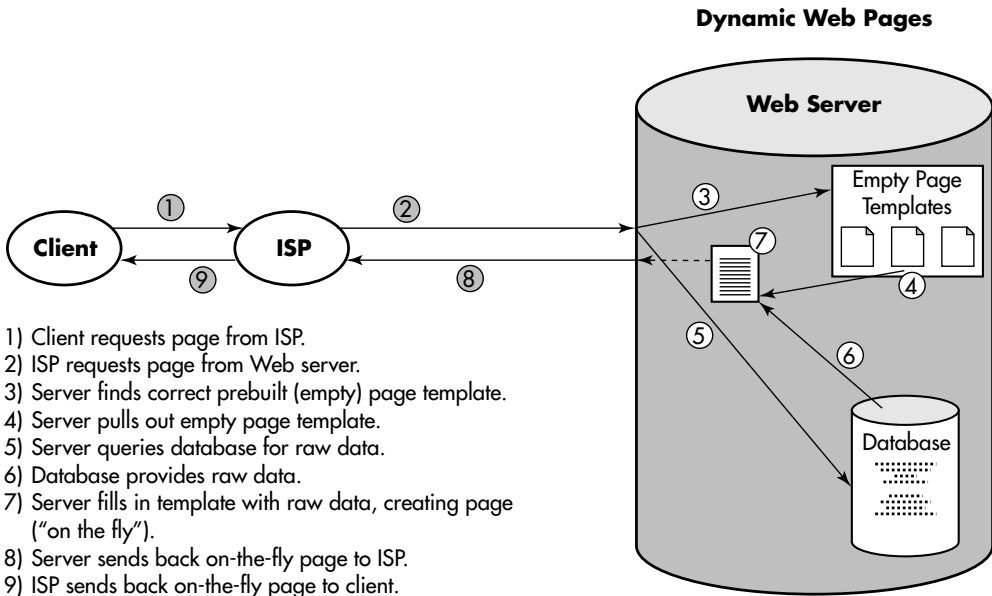 Dynamic Web Pages
Web Server
Empty Page
Templates
Client
ISP
Database
1
2
3
4
5
6
7
8
9
1) Client requests page from ISP.
2) ISP requests page from Web server.
3) Server finds correct prebuilt (empty) page template.
4) Server pulls out empty page template.
5) Server queries database for raw data.
6) Database provides raw data.
7) Server fills in template with raw data, creating page
(“on the fly”).
8) Server sends back on-the-fly page to ISP.
9) ISP sends back on-the-fly page to client.